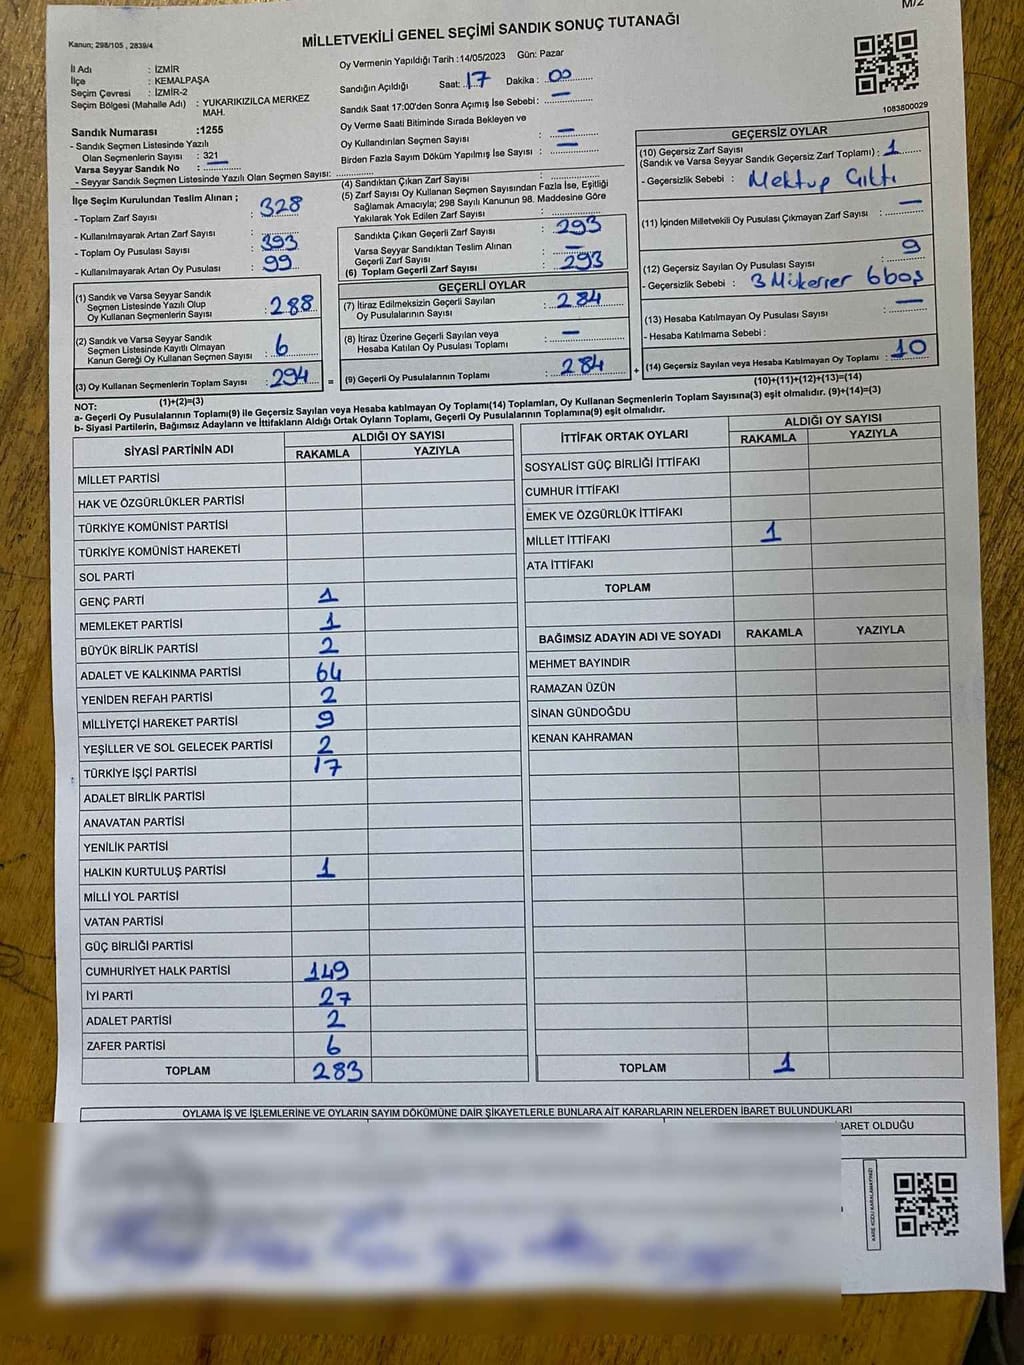 M/2
Kanun; 298/105 , 2839/4
MİLLETVEKİLİ GENEL SEÇİMİ SANDIK SONUÇ TUTANAĞI
İl Adı : İZMİR
İlçe : KEMALPAŞA
Seçim Çevresi : İZMİR-2
Seçim Bölgesi (Mahalle Adı) : YUKARIKIZILCA MERKEZ
MAH.
Sandık Numarası :1255
- Sandık Seçmen Listesinde Yazılı
Olan Seçmenlerin Sayısı : 321
Varsa Seyyar Sandık No : —
- Seyyar Sandık Seçmen Listesinde Yazılı Olan Seçmen Sayısı:
Oy Vermenin Yapıldığı Tarih :14/05/2023 Gün: Pazar
Sandığın Açıldığı Saat: 17 Dakika : 00
Sandık Saat 17:00'den Sonra Açımış İse Sebebi : —
Oy Verme Saati Bitiminde Sırada Bekleyen ve
Oy Kullandırılan Seçmen Sayısı : —
Birden Fazla Sayım Döküm Yapılmış İse Sayısı : —
1083800029
İlçe Seçim Kurulundan Teslim Alınan ;
- Toplam Zarf Sayısı : 328
- Kullanılmayarak Artan Zarf Sayısı
- Toplam Oy Pusulası Sayısı : 393
- Kullanılmayarak Artan Oy Pusulası : 99
(1) Sandık ve Varsa Seyyar Sandık
Seçmen Listesinde Yazılı Olup
Oy Kullanan Seçmenlerin Sayısı : 288
(2) Sandık ve Varsa Seyyar Sandık
Seçmen Listesinde Kayıtlı Olmayan
Kanun Gereği Oy Kullanan Seçmen Sayısı : 6
(3) Oy Kullanan Seçmenlerin Toplam Sayısı : 294
(1)+(2)=(3)
(4) Sandıktan Çıkan Zarf Sayısı :
(5) Zarf Sayısı Oy Kullanan Seçmen Sayısından Fazla İse, Eşitliği
Sağlamak Amacıyla; 298 Sayılı Kanunun 98. Maddesine Göre
Yakılarak Yok Edilen Zarf Sayısı :
Sandıkta Çıkan Geçerli Zarf Sayısı : 293
Varsa Seyyar Sandıktan Teslim Alınan
Geçerli Zarf Sayısı : —
(6) Toplam Geçerli Zarf Sayısı : 293
GEÇERLİ OYLAR
(7) İtiraz Edilmeksizin Geçerli Sayılan
Oy Pusulalarının Sayısı : 284
(8) İtiraz Üzerine Geçerli Sayılan veya
Hesaba Katılan Oy Pusulası Toplamı : —
= (9) Geçerli Oy Pusulalarının Toplamı : 284
GEÇERSİZ OYLAR
(10) Geçersiz Zarf Sayısı
(Sandık ve Varsa Seyyar Sandık Geçersiz Zarf Toplamı) : 1
- Geçersizlik Sebebi : Mektup Çıktı
(11) İçinden Milletvekili Oy Pusulası Çıkmayan Zarf Sayısı : —
(12) Geçersiz Sayılan Oy Pusulası Sayısı : 9
- Geçersizlik Sebebi : 3 Mükerrer 6 boş
(13) Hesaba Katılmayan Oy Pusulası Sayısı : —
- Hesaba Katılmama Sebebi :
+ (14) Geçersiz Sayılan veya Hesaba Katılmayan Oy Toplamı : 10
(10)+(11)+(12)+(13)=(14)
NOT:
a- Geçerli Oy Pusulalarının Toplamı(9) ile Geçersiz Sayılan veya Hesaba katılmayan Oy Toplamı(14) Toplamları, Oy Kullanan Seçmenlerin Toplam Sayısına(3) eşit olmalıdır. (9)+(14)=(3)
b- Siyasi Partilerin, Bağımsız Adayların ve İttifakların Aldığı Ortak Oyların Toplamı, Geçerli Oy Pusulalarının Toplamına(9) eşit olmalıdır.
SİYASİ PARTİNİN ADI ALDIĞI OY SAYISI
RAKAMLA YAZIYLA
MİLLET PARTİSİ
HAK VE ÖZGÜRLÜKLER PARTİSİ
TÜRKİYE KOMÜNİST PARTİSİ
TÜRKİYE KOMÜNİST HAREKETİ
SOL PARTİ
GENÇ PARTİ 1
MEMLEKET PARTİSİ 1
BÜYÜK BİRLİK PARTİSİ 2
ADALET VE KALKINMA PARTİSİ 64
YENİDEN REFAH PARTİSİ 2
MİLLİYETÇİ HAREKET PARTİSİ 9
YEŞİLLER VE SOL GELECEK PARTİSİ 2
TÜRKİYE İŞÇİ PARTİSİ 17
ADALET BİRLİK PARTİSİ
ANAVATAN PARTİSİ
YENİLİK PARTİSİ
HALKIN KURTULUŞ PARTİSİ 1
MİLLİ YOL PARTİSİ
VATAN PARTİSİ
GÜÇ BİRLİĞİ PARTİSİ
CUMHURİYET HALK PARTİSİ 149
İYİ PARTİ 27
ADALET PARTİSİ 2
ZAFER PARTİSİ 6
TOPLAM 283
İTTİFAK ORTAK OYLARI ALDIĞI OY SAYISI
RAKAMLA YAZIYLA
SOSYALİST GÜÇ BİRLİĞİ İTTİFAKI
CUMHUR İTTİFAKI
EMEK VE ÖZGÜRLÜK İTTİFAKI
MİLLET İTTİFAKI 1
ATA İTTİFAKI
TOPLAM
BAĞIMSIZ ADAYIN ADI VE SOYADI RAKAMLA YAZIYLA
MEHMET BAYINDIR
RAMAZAN ÜZÜN
SİNAN GÜNDOĞDU
KENAN KAHRAMAN
TOPLAM 1
OYLAMA İŞ VE İŞLEMLERİNE VE OYLARIN SAYIM DÖKÜMÜNE DAİR ŞİKAYETLERLE BUNLARA AİT KARARLARIN NELERDEN İBARET BULUNDUKLARI
İBARET OLDUĞU
KARE KODU KARALAMAYINIZ!